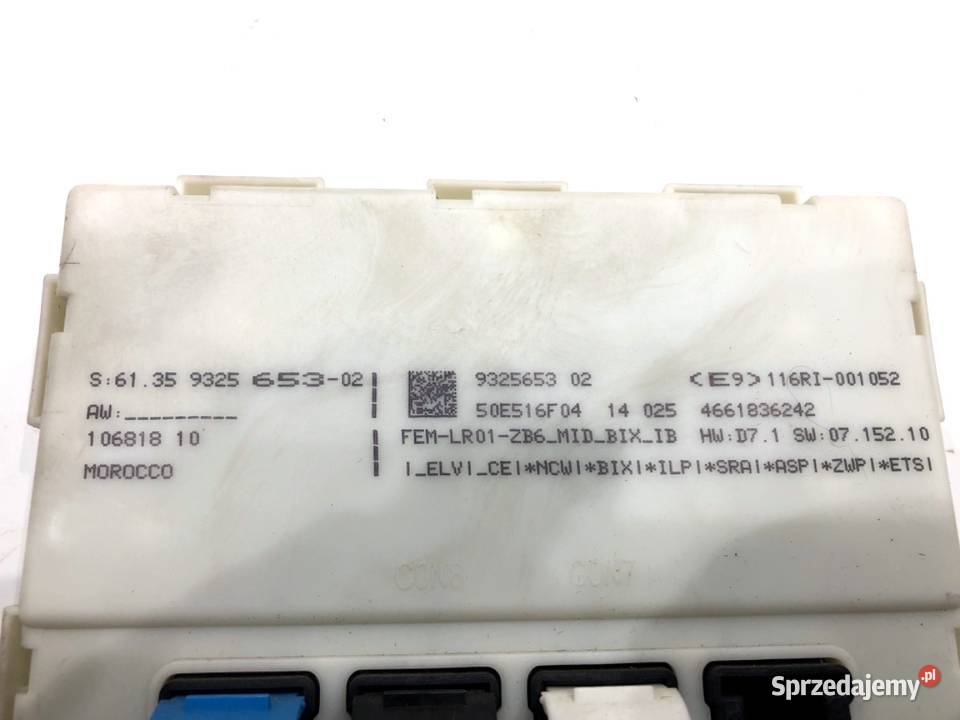 S:61.35 9325 653-02
AW:_________
106818 10
MOROCCO
9325653 02 <E9>116RI-001052
50E516F04 14 025 4661836242
FEM-LR01-ZB6_MID_BIX_IB HW:D7.1 SW:07.152.10
|_ELV|_CE|*NCW|*BIX|*ILP|*SRA|*ASP|*ZWP|*ETS|
CON6 CON7
Sprzedajemy.pl